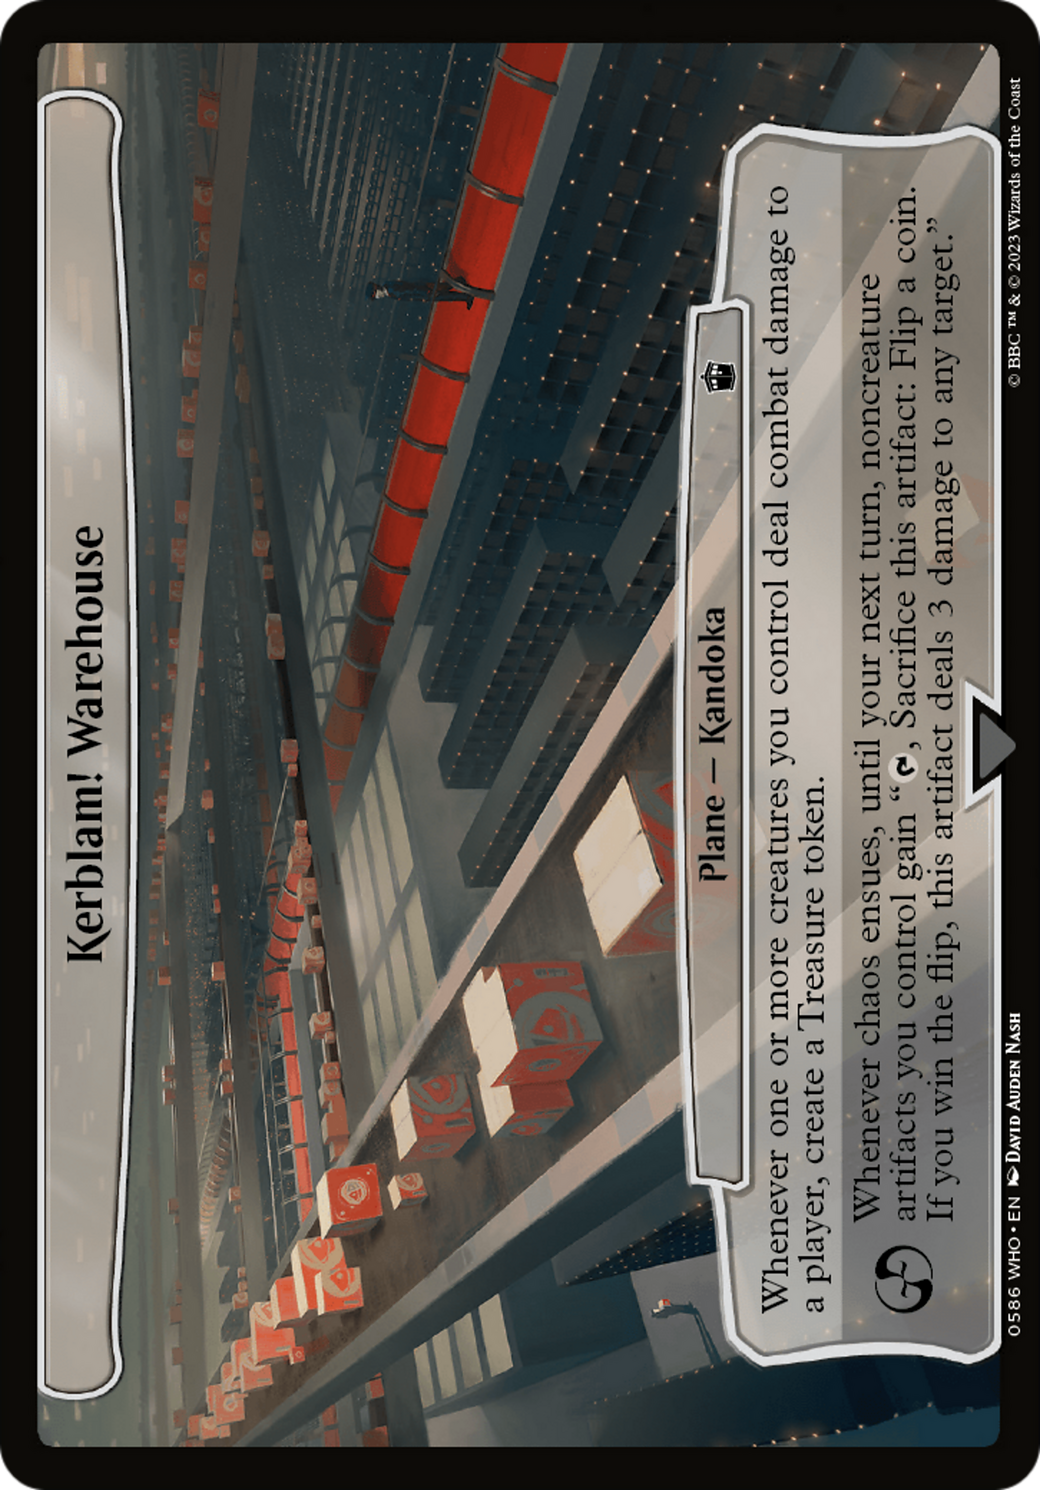 Kerblam! Warehouse
Plane — Kandoka
Whenever one or more creatures you control deal combat damage to
a player, create a Treasure token.
Whenever chaos ensues, until your next turn, noncreature
artifacts you control gain “, Sacrifice this artifact: Flip a coin.
If you win the flip, this artifact deals 3 damage to any target.”
0586 WHO • EN DAVID AUDEN NASH
© BBC ™ & © 2023 Wizards of the Coast